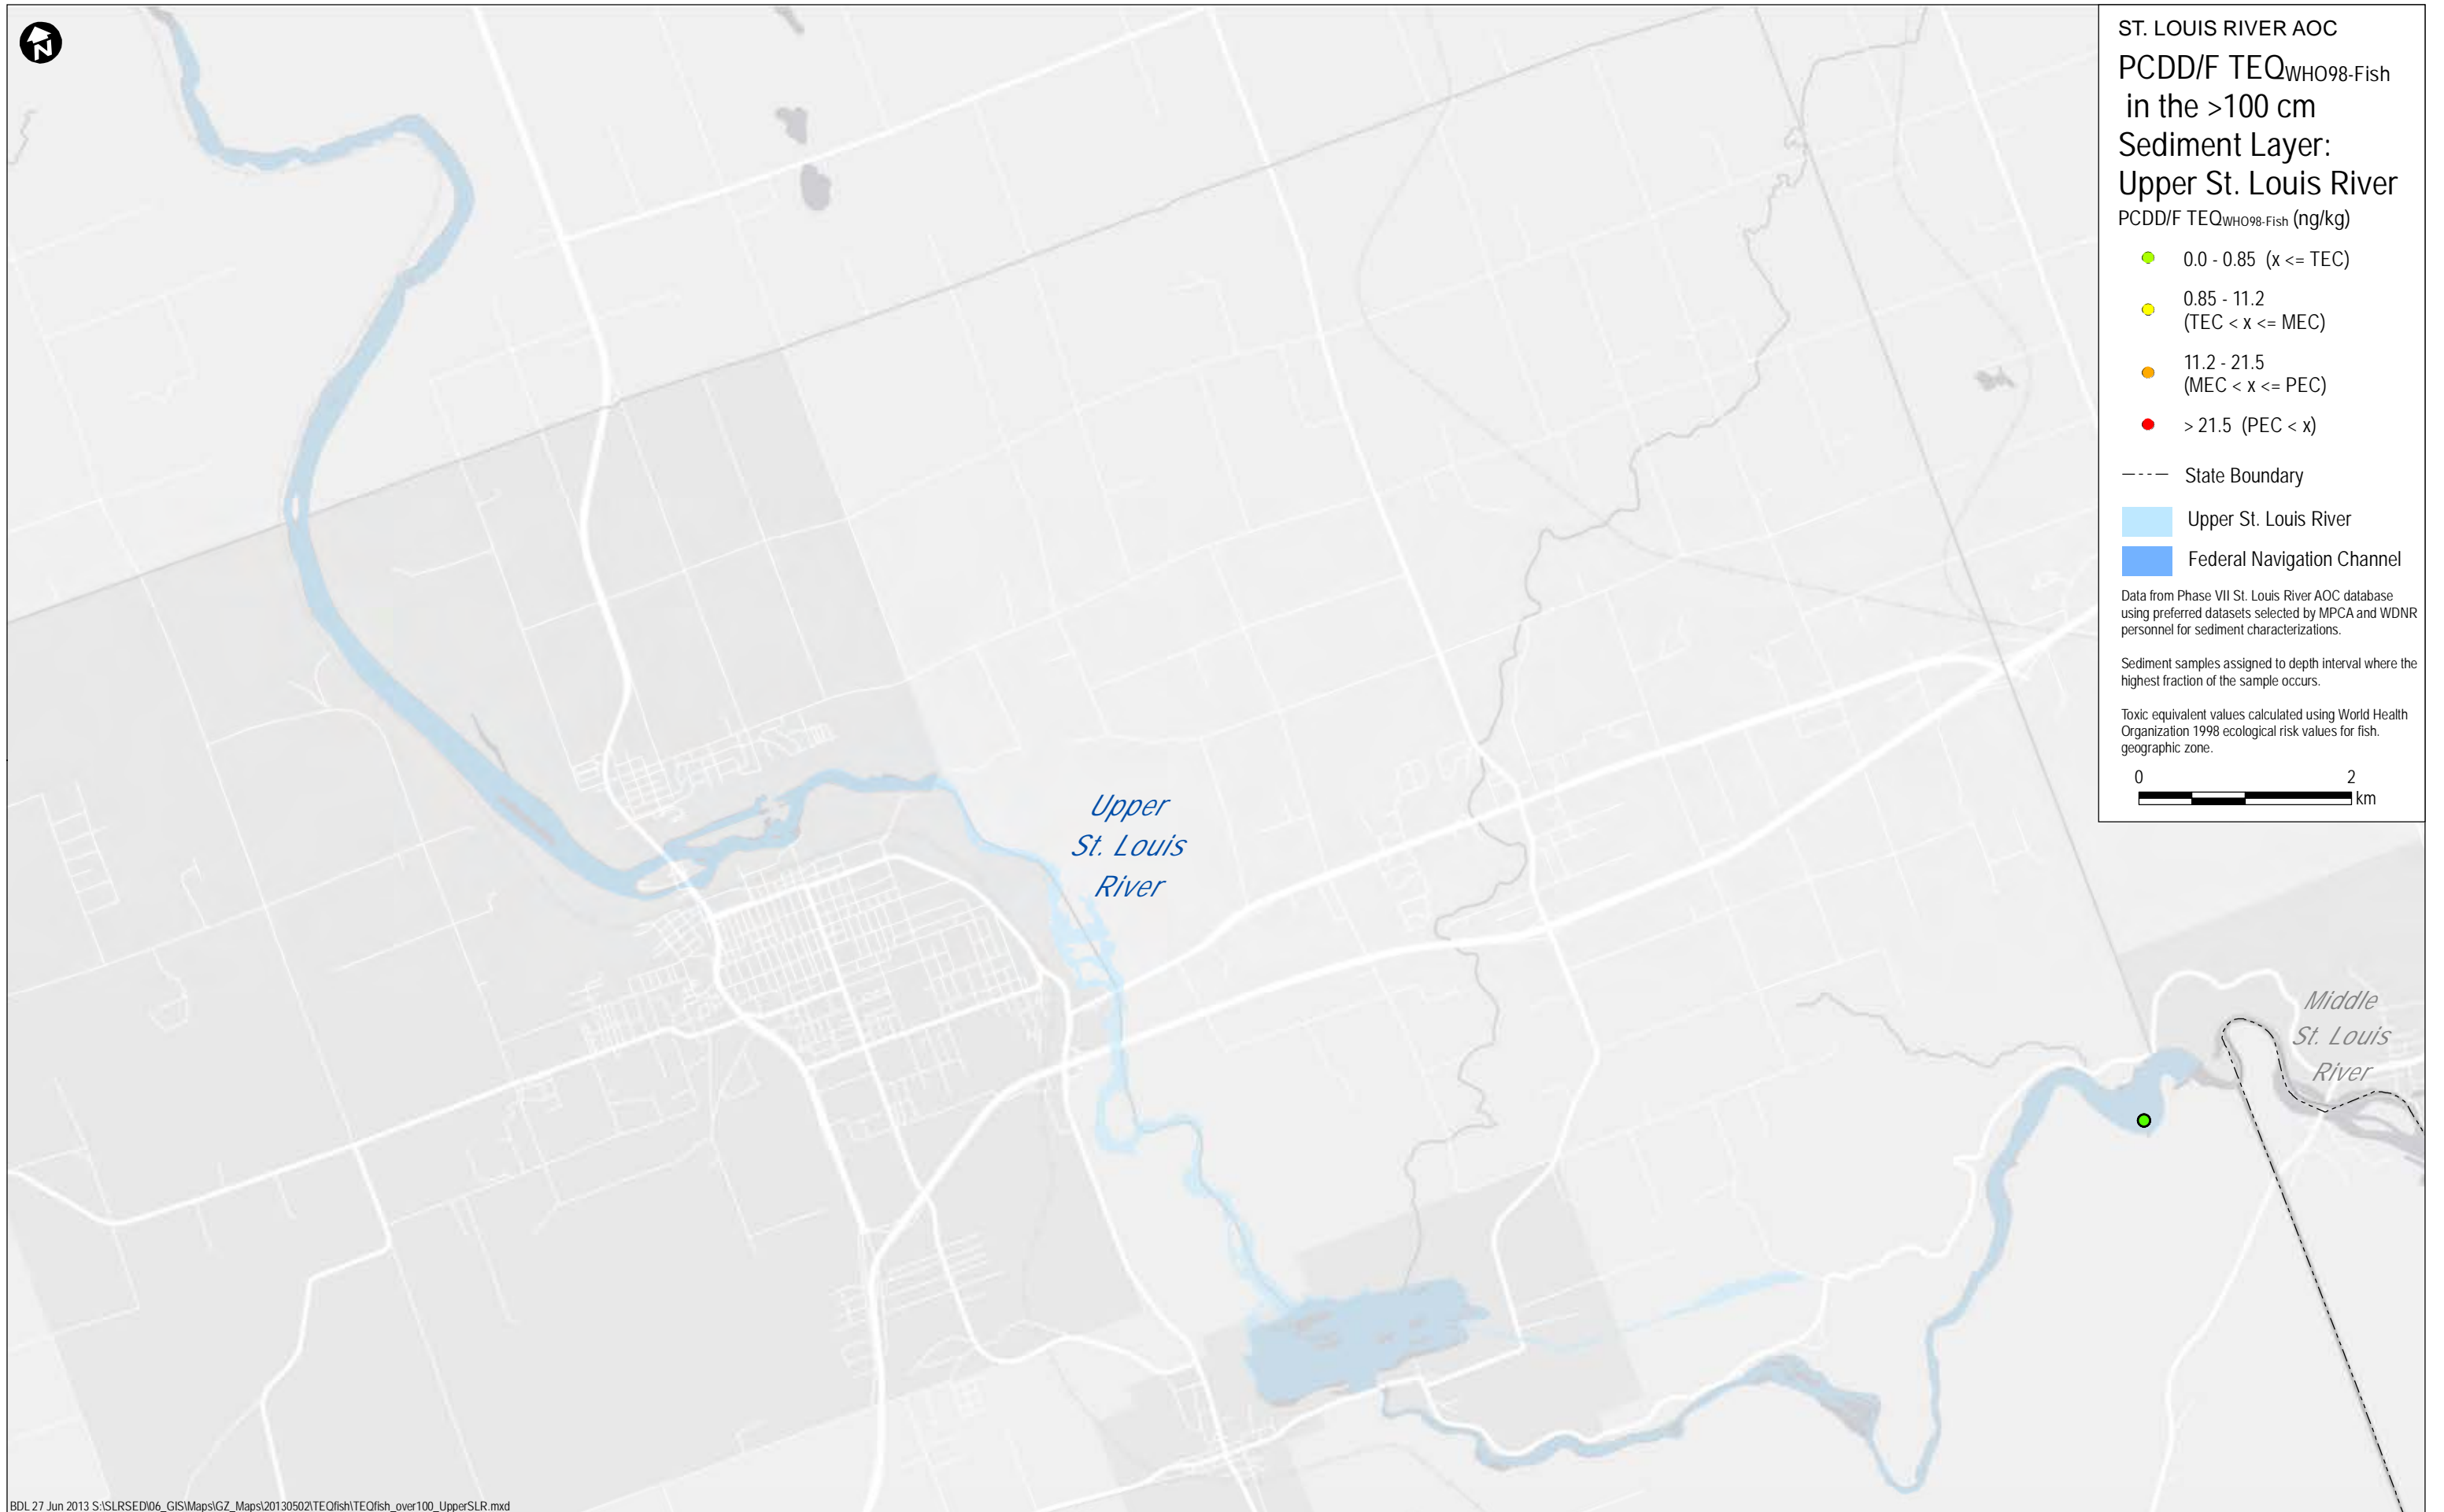 N
ST. LOUIS RIVER AOC
PCDD/F TEQWHO98-Fish
in the >100 cm
Sediment Layer:
Upper St. Louis River
PCDD/F TEQWHO98-Fish (ng/kg)
0.0 - 0.85 (x <= TEC)
0.85 - 11.2
(TEC < x <= MEC)
11.2 - 21.5
(MEC < x <= PEC)
> 21.5 (PEC < x)
State Boundary
Upper St. Louis River
Federal Navigation Channel
Data from Phase VII St. Louis River AOC database
using preferred datasets selected by MPCA and WDNR
personnel for sediment characterizations.
Sediment samples assigned to depth interval where the
highest fraction of the sample occurs.
Toxic equivalent values calculated using World Health
Organization 1998 ecological risk values for fish.
geographic zone.
0 2
km
Upper
St. Louis
River
Middle
St. Louis
River
BDL 27 Jun 2013 S:\SLRSED\06_GIS\Maps\GZ_Maps\20130502\TEQfish\TEQfish_over100_UpperSLR.mxd